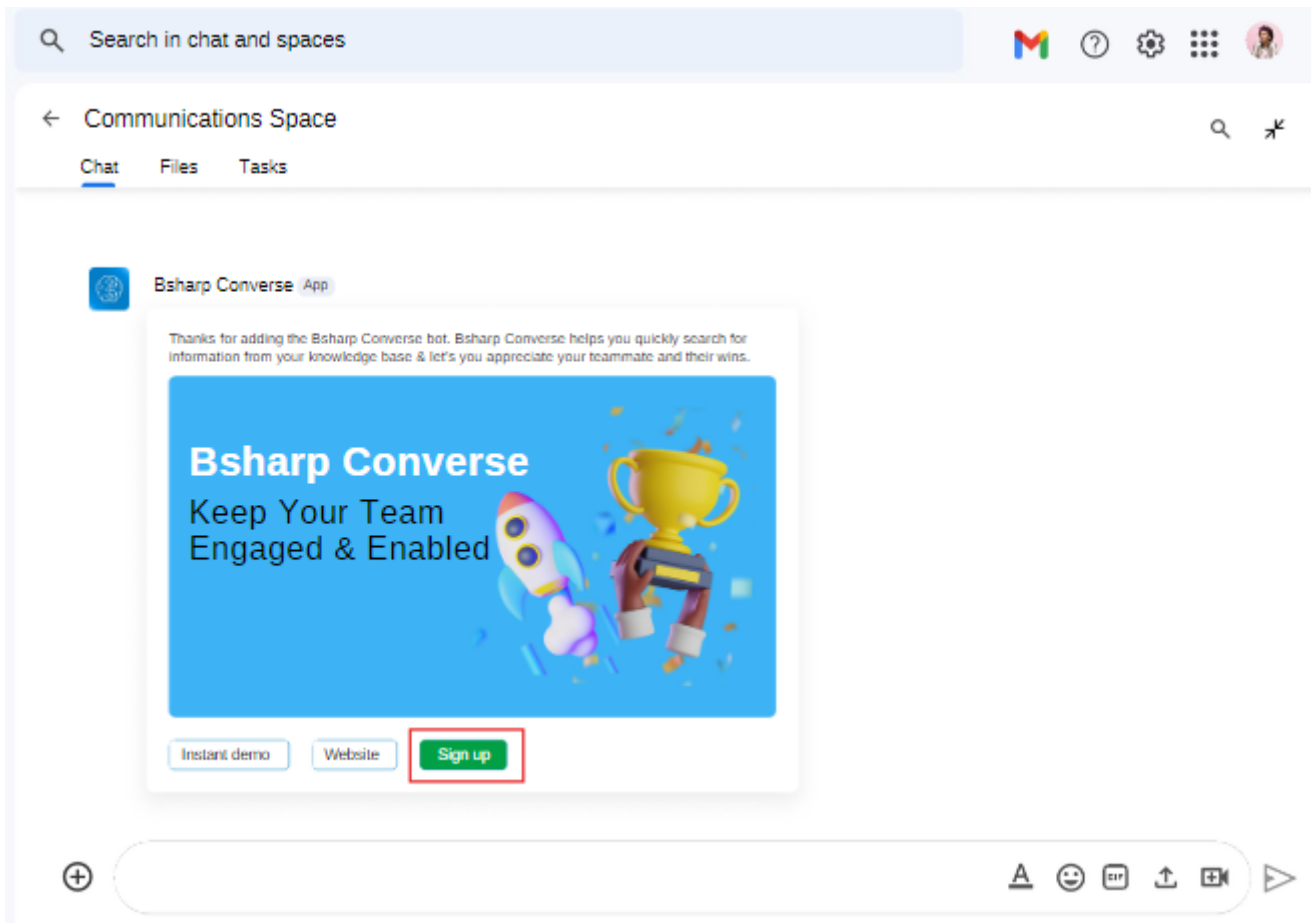 Search in chat and spaces
Communications Space
Chat Files Tasks
Bsharp Converse App
Thanks for adding the Bsharp Converse bot. Bsharp Converse helps you quickly search for
information from your knowledge base & let's you appreciate your teammate and their wins.
Bsharp Converse
Keep Your Team
Engaged & Enabled
Instant demo Website Sign up
GIF